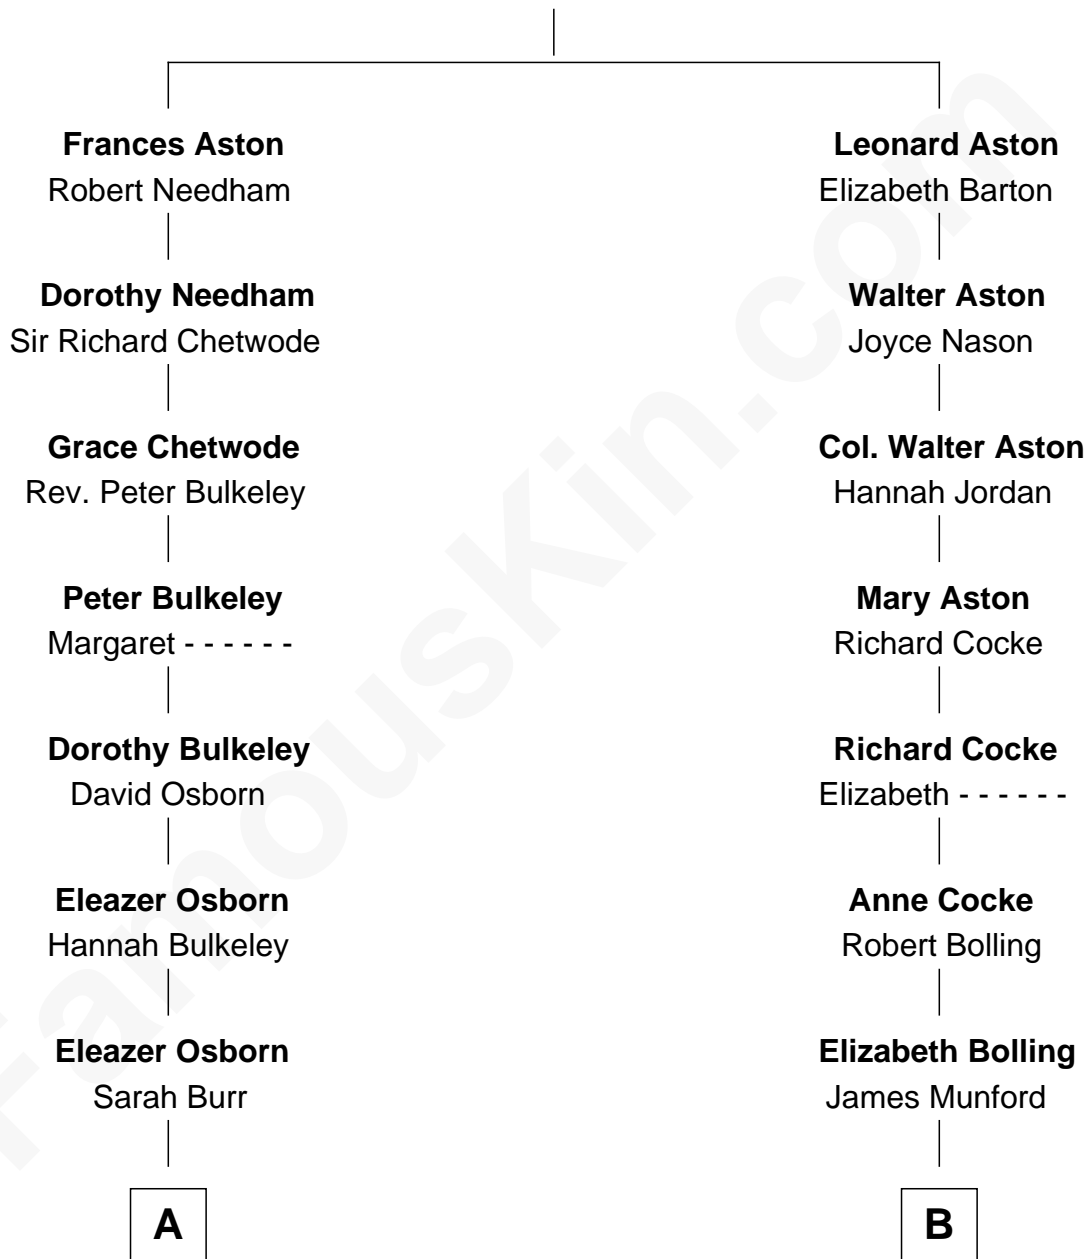 Frances Aston
Robert Needham
Dorothy Needham
Sir Richard Chetwode
Grace Chetwode
Rev. Peter Bulkeley
Peter Bulkeley
Margaret - - - - - -
Dorothy Bulkeley
David Osborn
Eleazer Osborn
Hannah Bulkeley
Eleazer Osborn
Sarah Burr
A
Leonard Aston
Elizabeth Barton
Walter Aston
Joyce Nason
Col. Walter Aston
Hannah Jordan
Mary Aston
Richard Cocke
Richard Cocke
Elizabeth - - - - - -
Anne Cocke
Robert Bolling
Elizabeth Bolling
James Munford
B
FamousKin.com